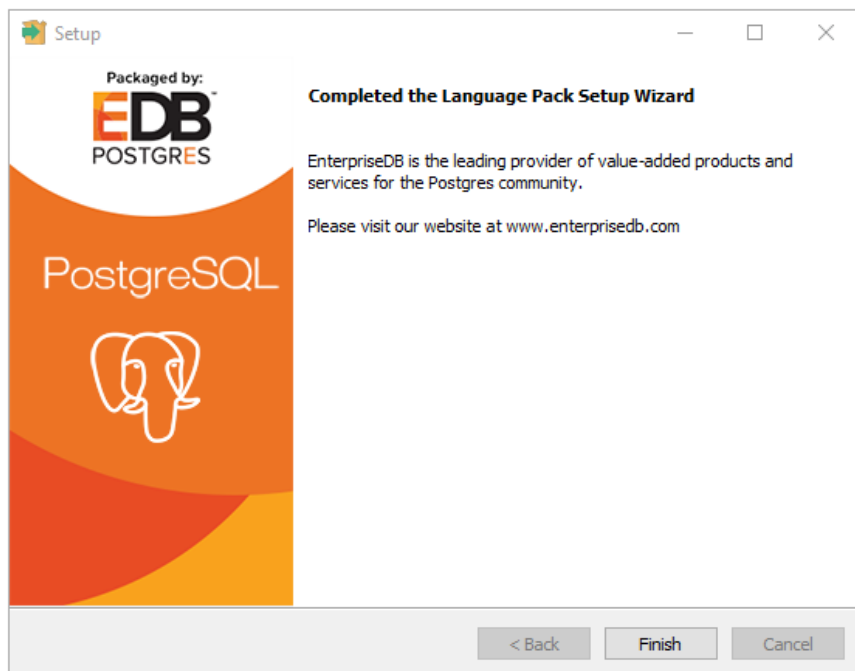 Setup
Packaged by:
EDB™
POSTGRES
PostgreSQL
Completed the Language Pack Setup Wizard
EnterpriseDB is the leading provider of value-added products and
services for the Postgres community.
Please visit our website at www.enterprisedb.com
< Back
Finish
Cancel